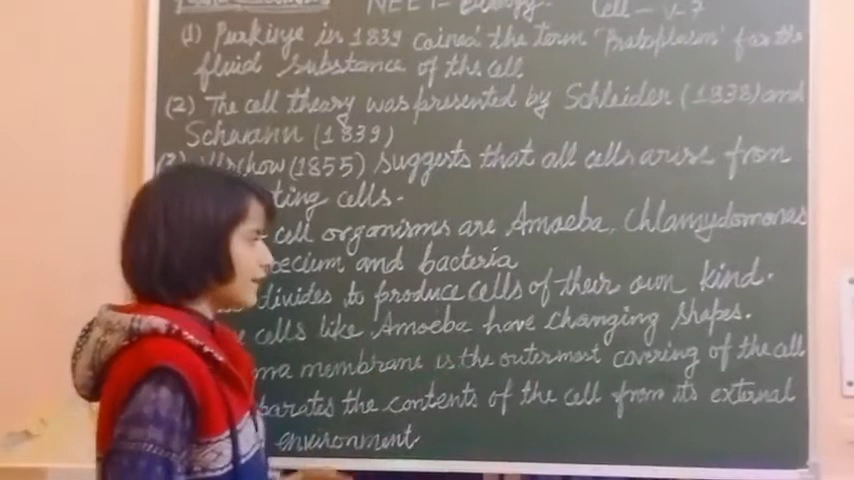 NEET- Biology. Cell - V-7
(1) Purkinje in 1839 coined the term 'Protoplasm' for the
fluid substance of the cell
(2) The cell theory was presented by Schleider (1838) and
Schwann (1839)
(3) Virchow (1855) suggests that all cells arise from
ting cells.
cell organisms are Amoeba, Chlamydomonas
ecium and bacteria
divides to produce cells of their own kind.
cells like Amoeba have changing shapes.
ma membrane is the outermost covering of the cell
parates the contents of the cell from its external
environment